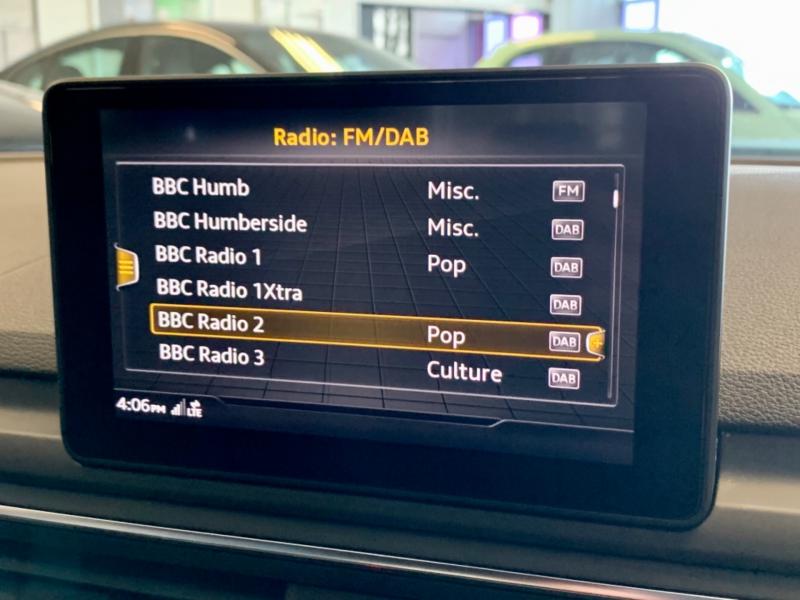 Radio: FM/DAB
BBC Humb Misc. FM
BBC Humberside Misc. DAB
BBC Radio 1 Pop DAB
BBC Radio 1Xtra DAB
BBC Radio 2 Pop DAB
BBC Radio 3 Culture DAB
4:06PM LTE